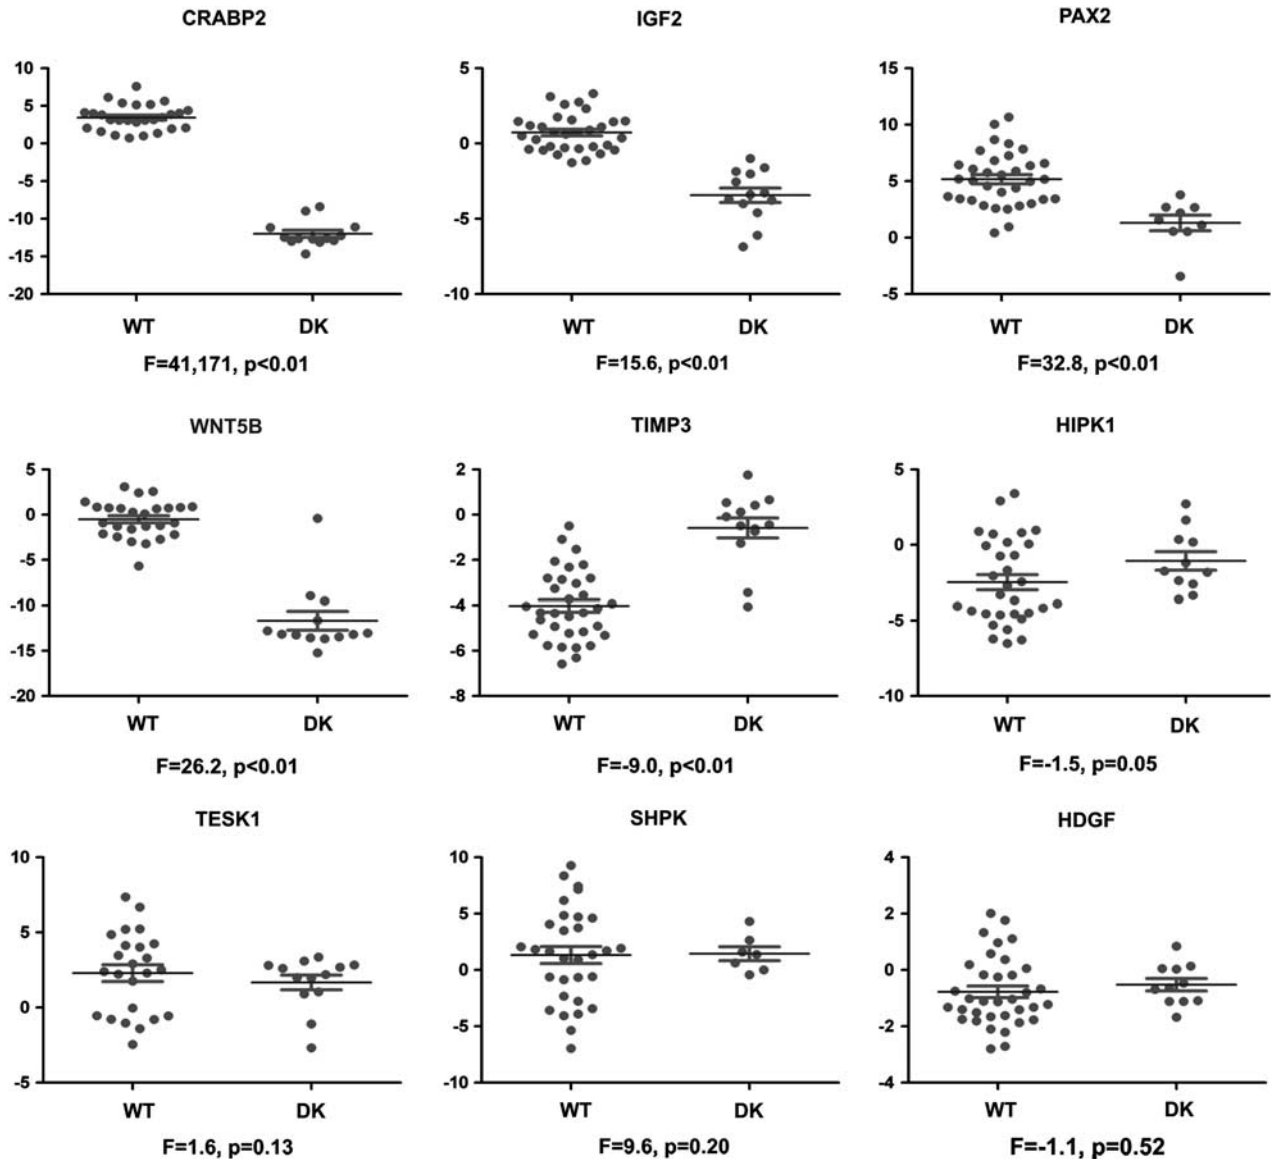 CRABP2 IGF2 PAX2
10 5 15
5 0 10
0 -5 5
-5 -10 0
-10 -5
-15
-20
WT DK WT DK WT DK
F=41,171, p<0.01 F=15.6, p<0.01 F=32.8, p<0.01
WNT5B TIMP3 HIPK1
5 2 5
0 0 0
-5 -2 -5
-10 -4 -10
-15 -6
-20 -8
WT DK WT DK WT DK
F=26.2, p<0.01 F=-9.0, p<0.01 F=-1.5, p=0.05
TESK1 SHPK HDGF
10 10 4
5 5 2
0 0 0
-5 -5 -2
-10 -4
WT DK WT DK WT DK
F=1.6, p=0.13 F=9.6, p=0.20 F=-1.1, p=0.52